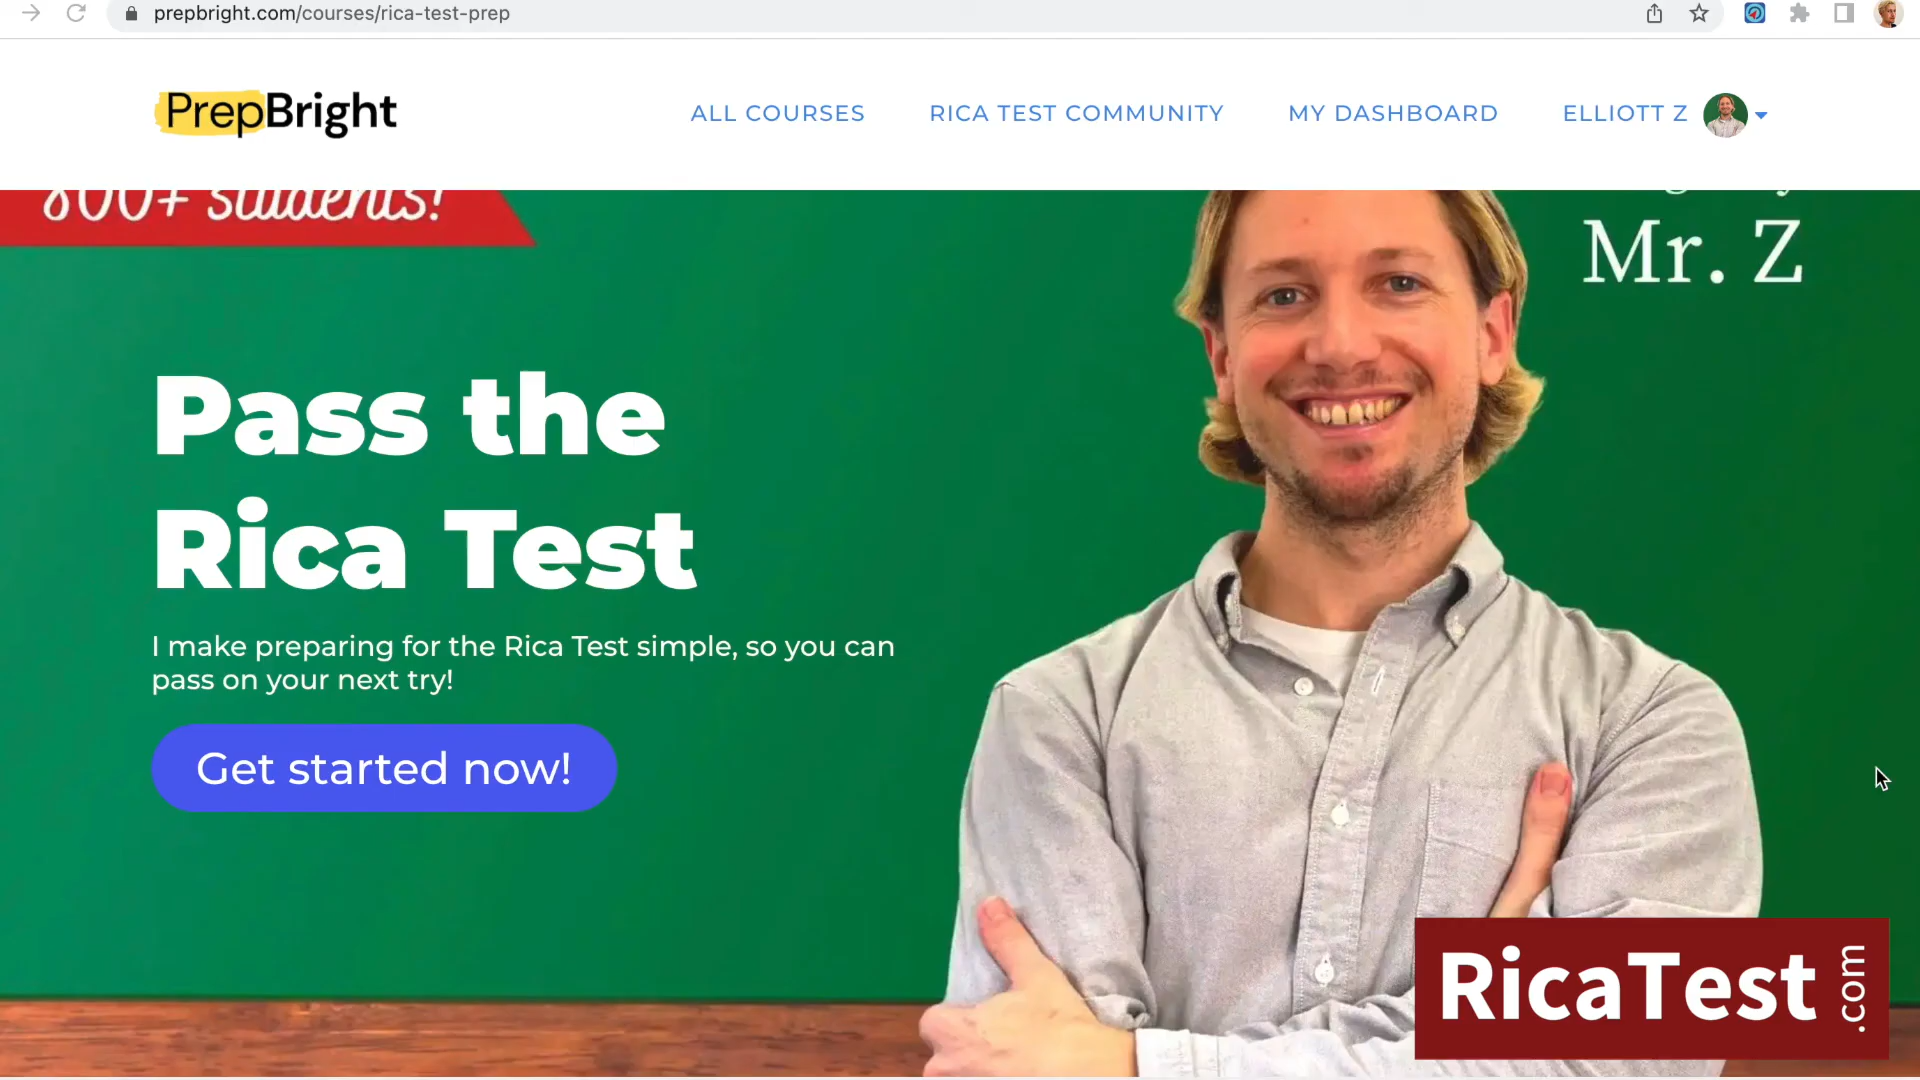 prepbright.com/courses/rica-test-prep
PrepBright
ALL COURSES
RICA TEST COMMUNITY
MY DASHBOARD
ELLIOTT Z
800+ students!
Mr. Z
Pass the
Rica Test
I make preparing for the Rica Test simple, so you can
pass on your next try!
Get started now!
RicaTest.com